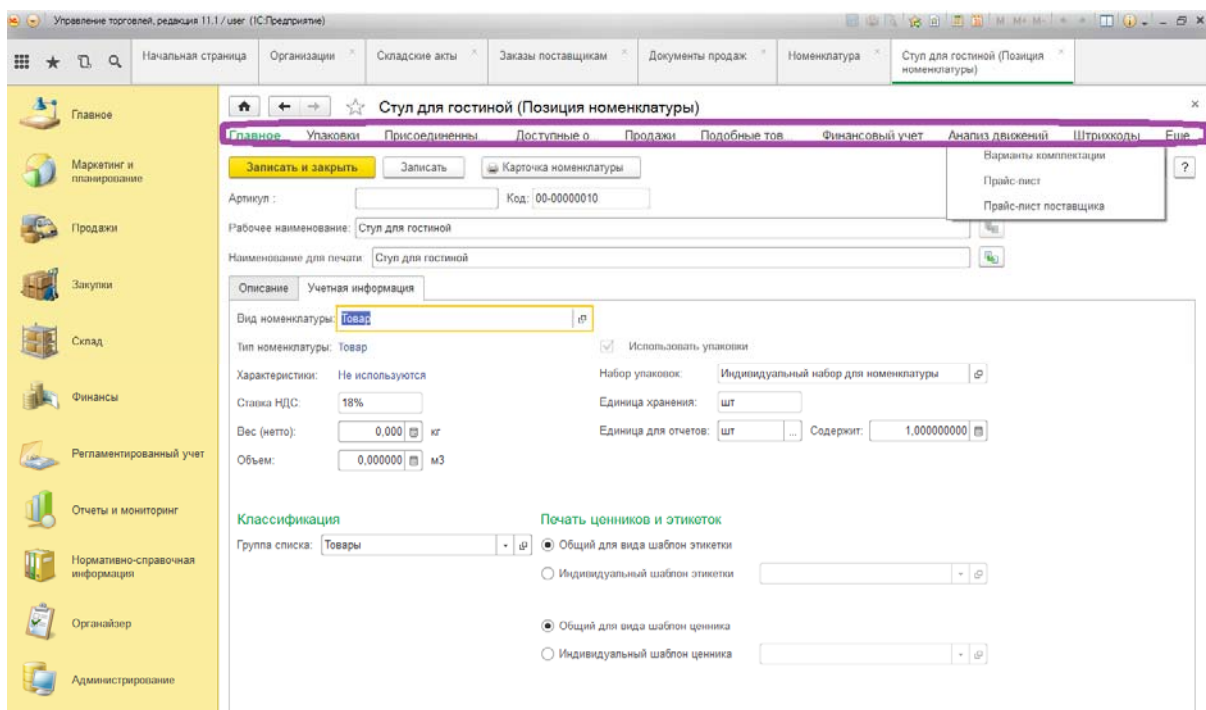 Управление торговлей, редакция 11.1 / user (1С:Предприятие)
M M+ M-
Начальная страница
Организации
Складские акты
Заказы поставщикам
Документы продаж
Номенклатура
Стул для гостиной (Позиция
номенклатуры)
Главное
Маркетинг и
планирование
Продажи
Закупки
Склад
Финансы
Регламентированный учет
Отчеты и мониторинг
Нормативно-справочная
информация
Органайзер
Администрирование
Стул для гостиной (Позиция номенклатуры)
Главное Упаковки Присоединенны... Доступные о... Продажи Подобные тов... Финансовый учет Анализ движений Штрихкоды Еще
Варианты комплектации
Прайс-лист
Прайс-лист поставщика
Записать и закрыть Записать Карточка номенклатуры ?
Артикул : Код: 00-00000010
Рабочее наименование: Стул для гостиной
Наименование для печати: Стул для гостиной
Описание Учетная информация
Вид номенклатуры: Товар
Тип номенклатуры: Товар Использовать упаковки
Характеристики: Не используются Набор упаковок: Индивидуальный набор для номенклатуры
Ставка НДС: 18% Единица хранения: шт
Вес (нетто): 0,000 кг Единица для отчетов: шт ... Содержит: 1,000000000
Объем: 0,000000 м3
Классификация Печать ценников и этикеток
Группа списка: Товары Общий для вида шаблон этикетки
Индивидуальный шаблон этикетки
Общий для вида шаблон ценника
Индивидуальный шаблон ценника